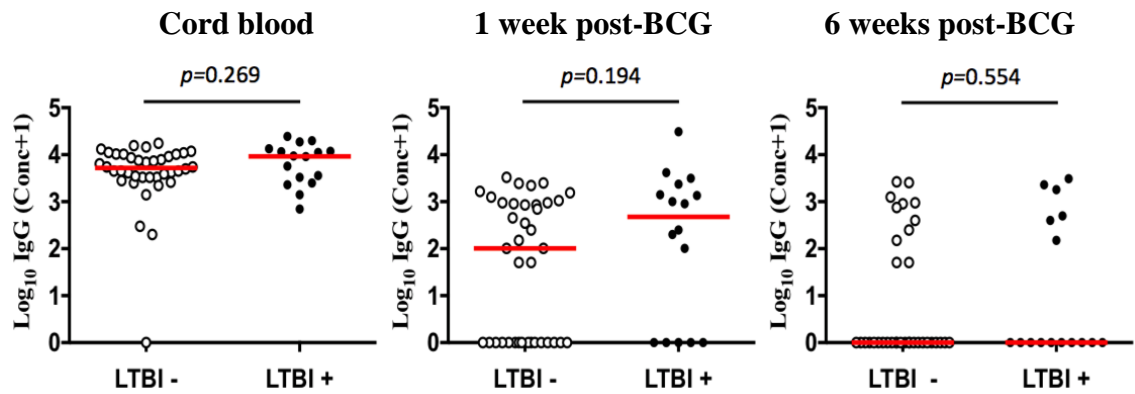 Cord blood
1 week post-BCG
6 weeks post-BCG
p=0.269
p=0.194
p=0.554
Log10 IgG (Conc+1)
5
4
3
2
1
0
LTBI -
LTBI +
Log10 IgG (Conc+1)
5
4
3
2
1
0
LTBI -
LTBI +
Log10 IgG (Conc+1)
5
4
3
2
1
0
LTBI -
LTBI +